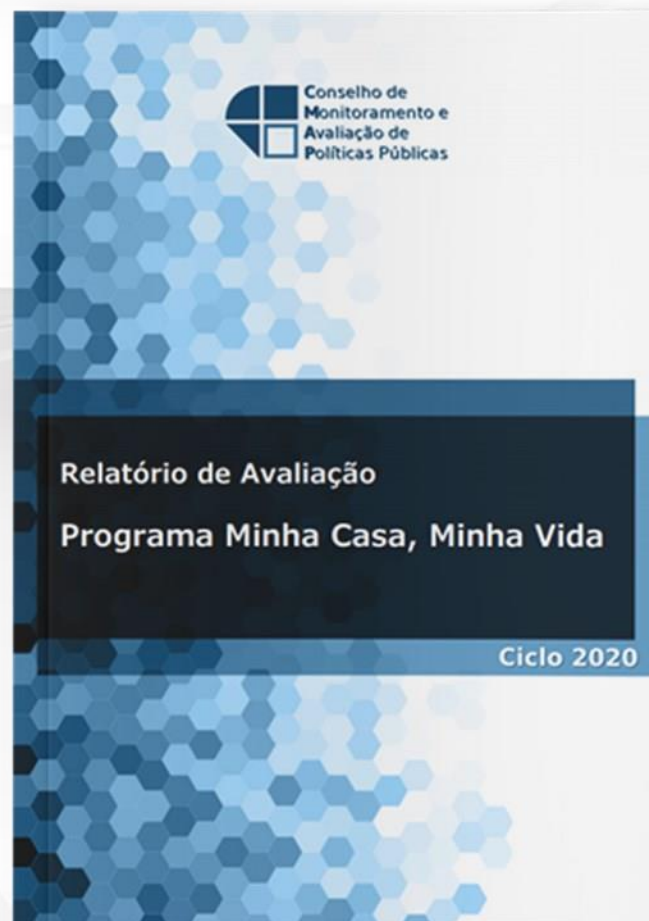 Conselho de
Monitoramento e
Avaliação de
Políticas Públicas
Relatório de Avaliação
Programa Minha Casa, Minha Vida
Ciclo 2020